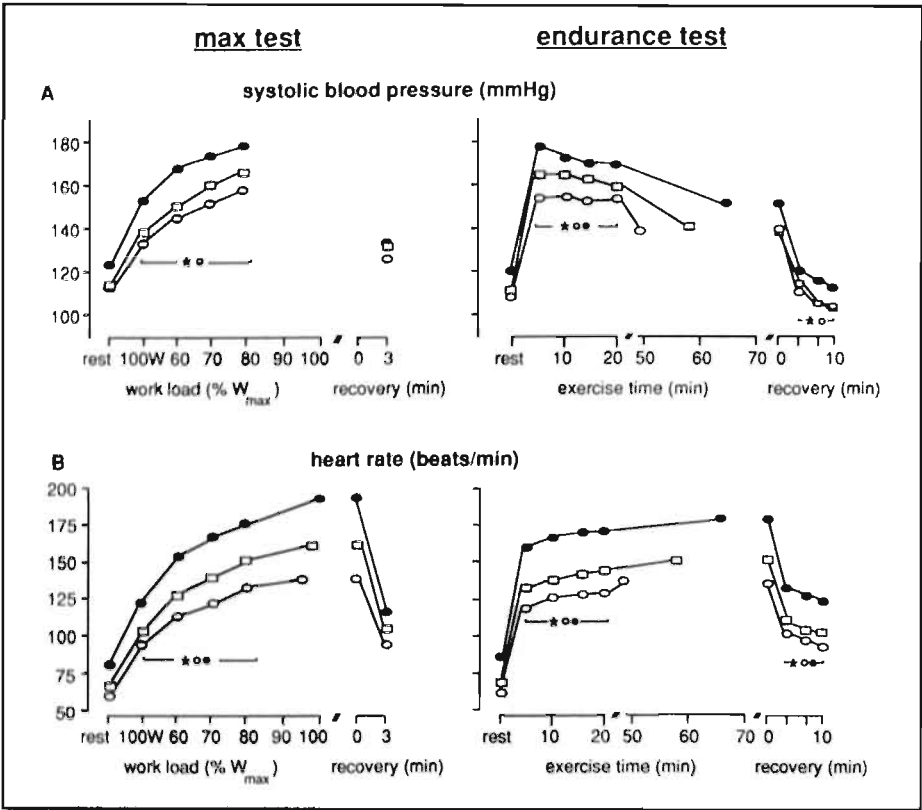 max test
endurance test
A systolic blood pressure (mmHg)
180
160
140
120
100
rest 100W 60 70 80 90 100
0 3
work load (% Wmax)
recovery (min)
rest 10 20 50 60 70
0 10
exercise time (min)
recovery (min)
B heart rate (beats/min)
200
175
150
125
100
75
50
rest 100W 60 70 80 90 100
0 3
work load (% Wmax)
recovery (min)
rest 10 20 50 60 70
0 10
exercise time (min)
recovery (min)